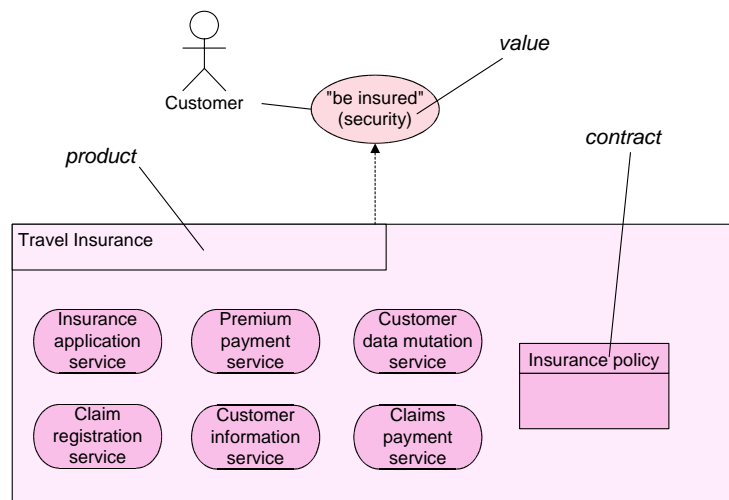 value
"be insured"
(security)
Customer
contract
product
Travel Insurance
Insurance
application
service
Premium
payment
service
Customer
data mutation
service
Insurance policy
Claim
registration
service
Customer
information
service
Claims
payment
service